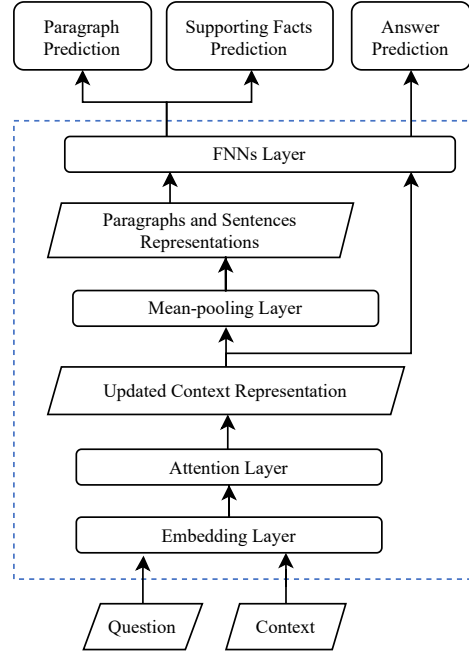 Paragraph
Prediction
Supporting Facts
Prediction
Answer
Prediction
FNNs Layer
Paragraphs and Sentences
Representations
Mean-pooling Layer
Updated Context Representation
Attention Layer
Embedding Layer
Question
Context